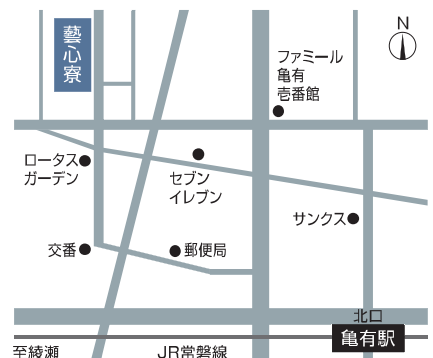 藝心寮
N
ファミール
亀有
壱番館
ロータス
ガーデン
セブン
イレブン
サンクス
交番
郵便局
北口
亀有駅
至綾瀬
JR常磐線